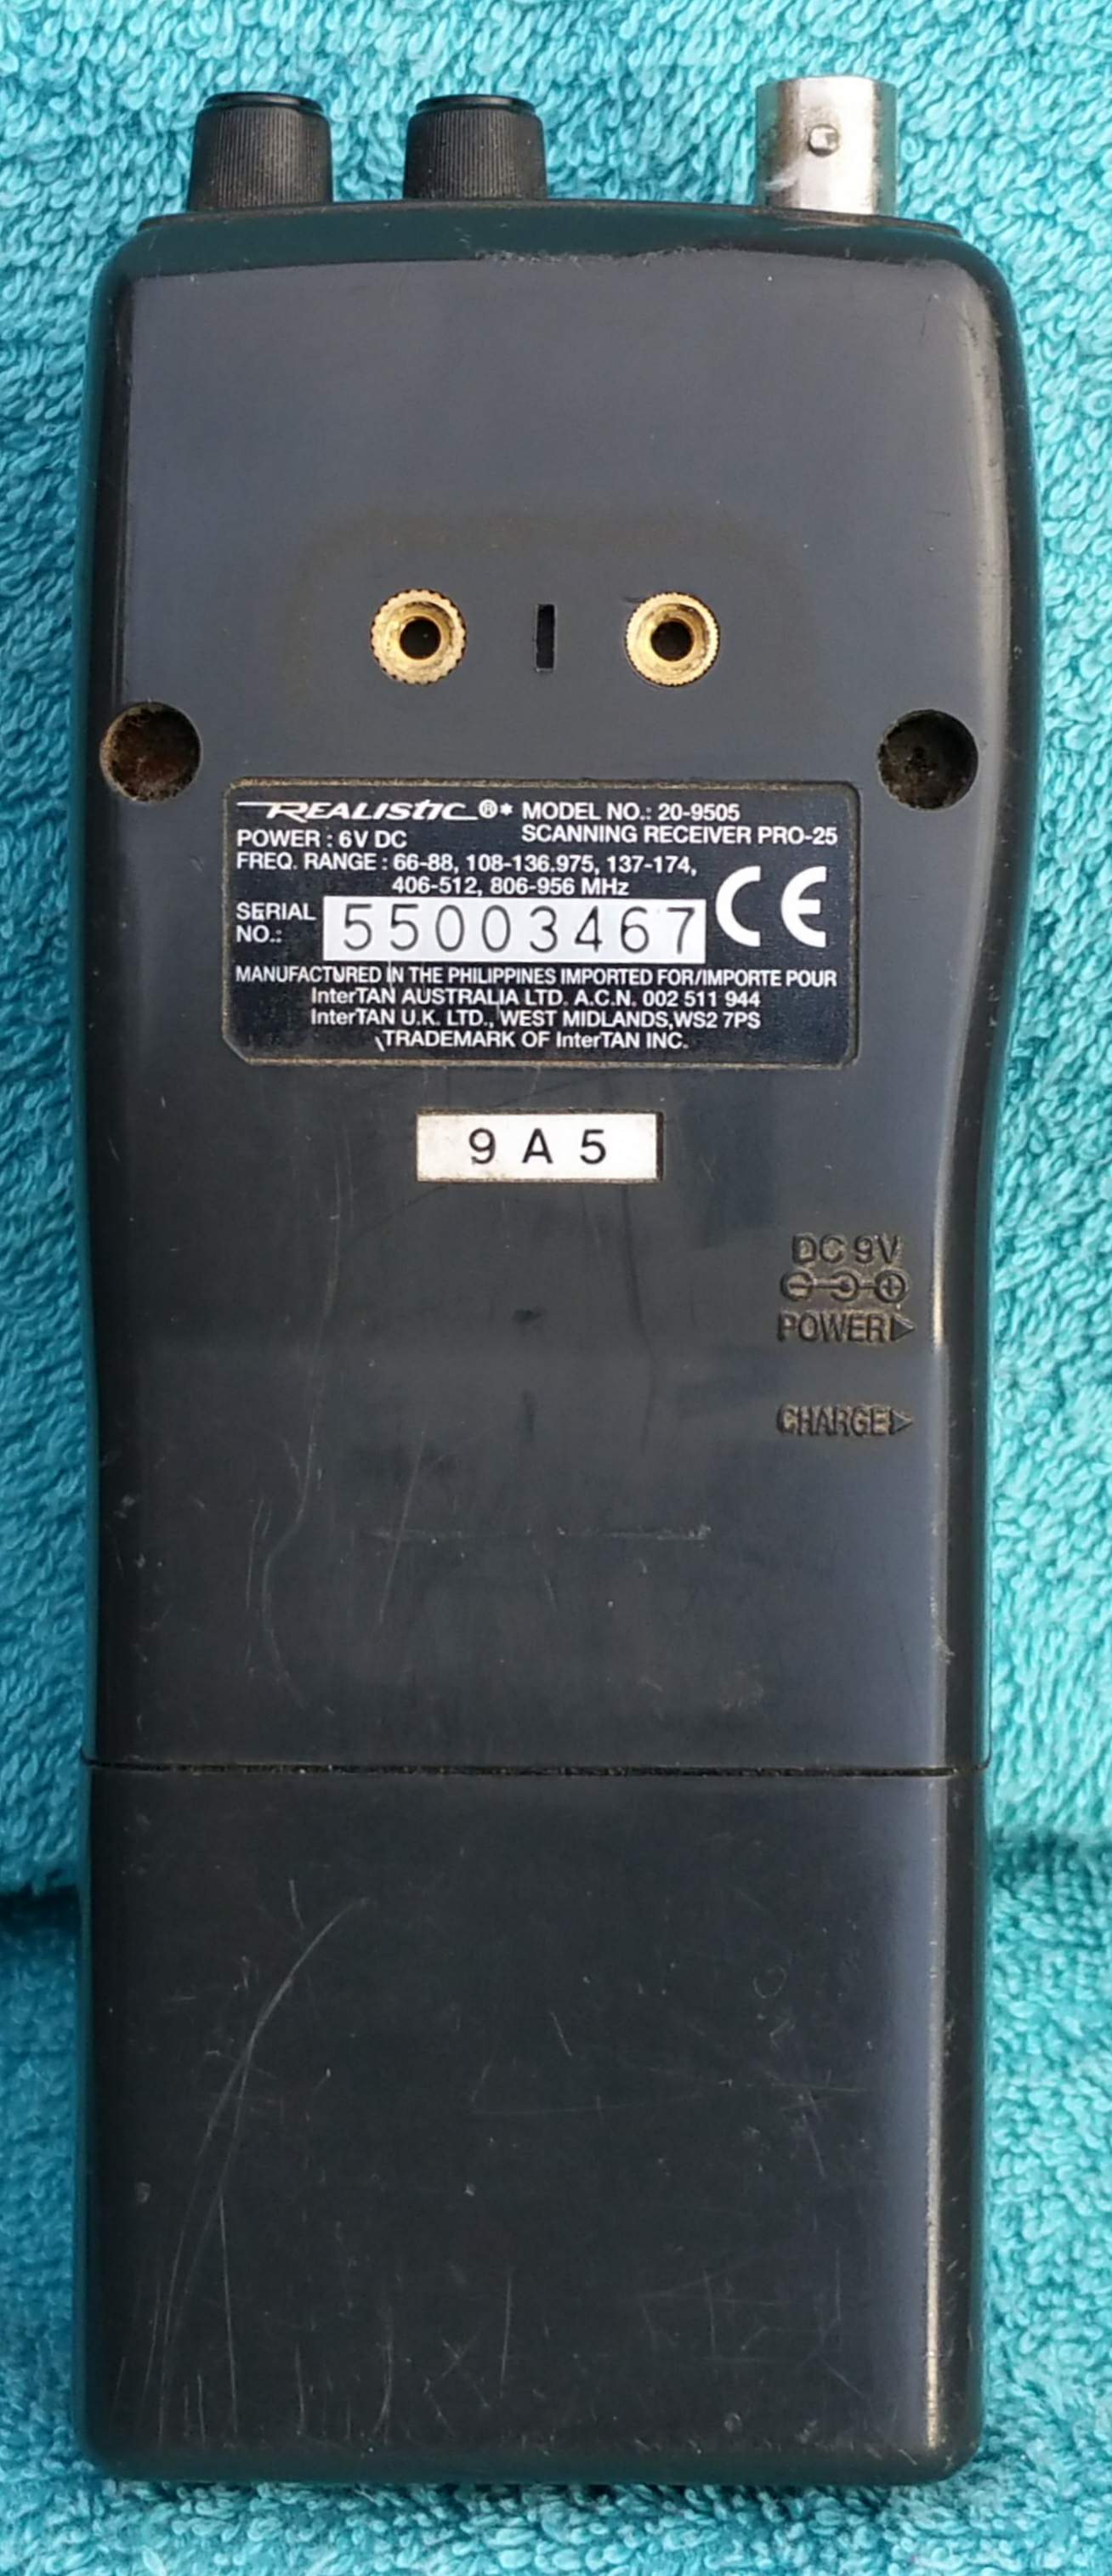 REALISTIC®* MODEL NO.: 20-9505
POWER : 6V DC SCANNING RECEIVER PRO-25
FREQ. RANGE : 66-88, 108-136.975, 137-174,
406-512, 806-956 MHz
CE
SERIAL NO.: 55003467
MANUFACTURED IN THE PHILIPPINES IMPORTED FOR/IMPORTE POUR
InterTAN AUSTRALIA LTD. A.C.N. 002 511 944
InterTAN U.K. LTD., WEST MIDLANDS,WS2 7PS
\TRADEMARK OF InterTAN INC.
9A5
DC 9V
POWER
CHARGE